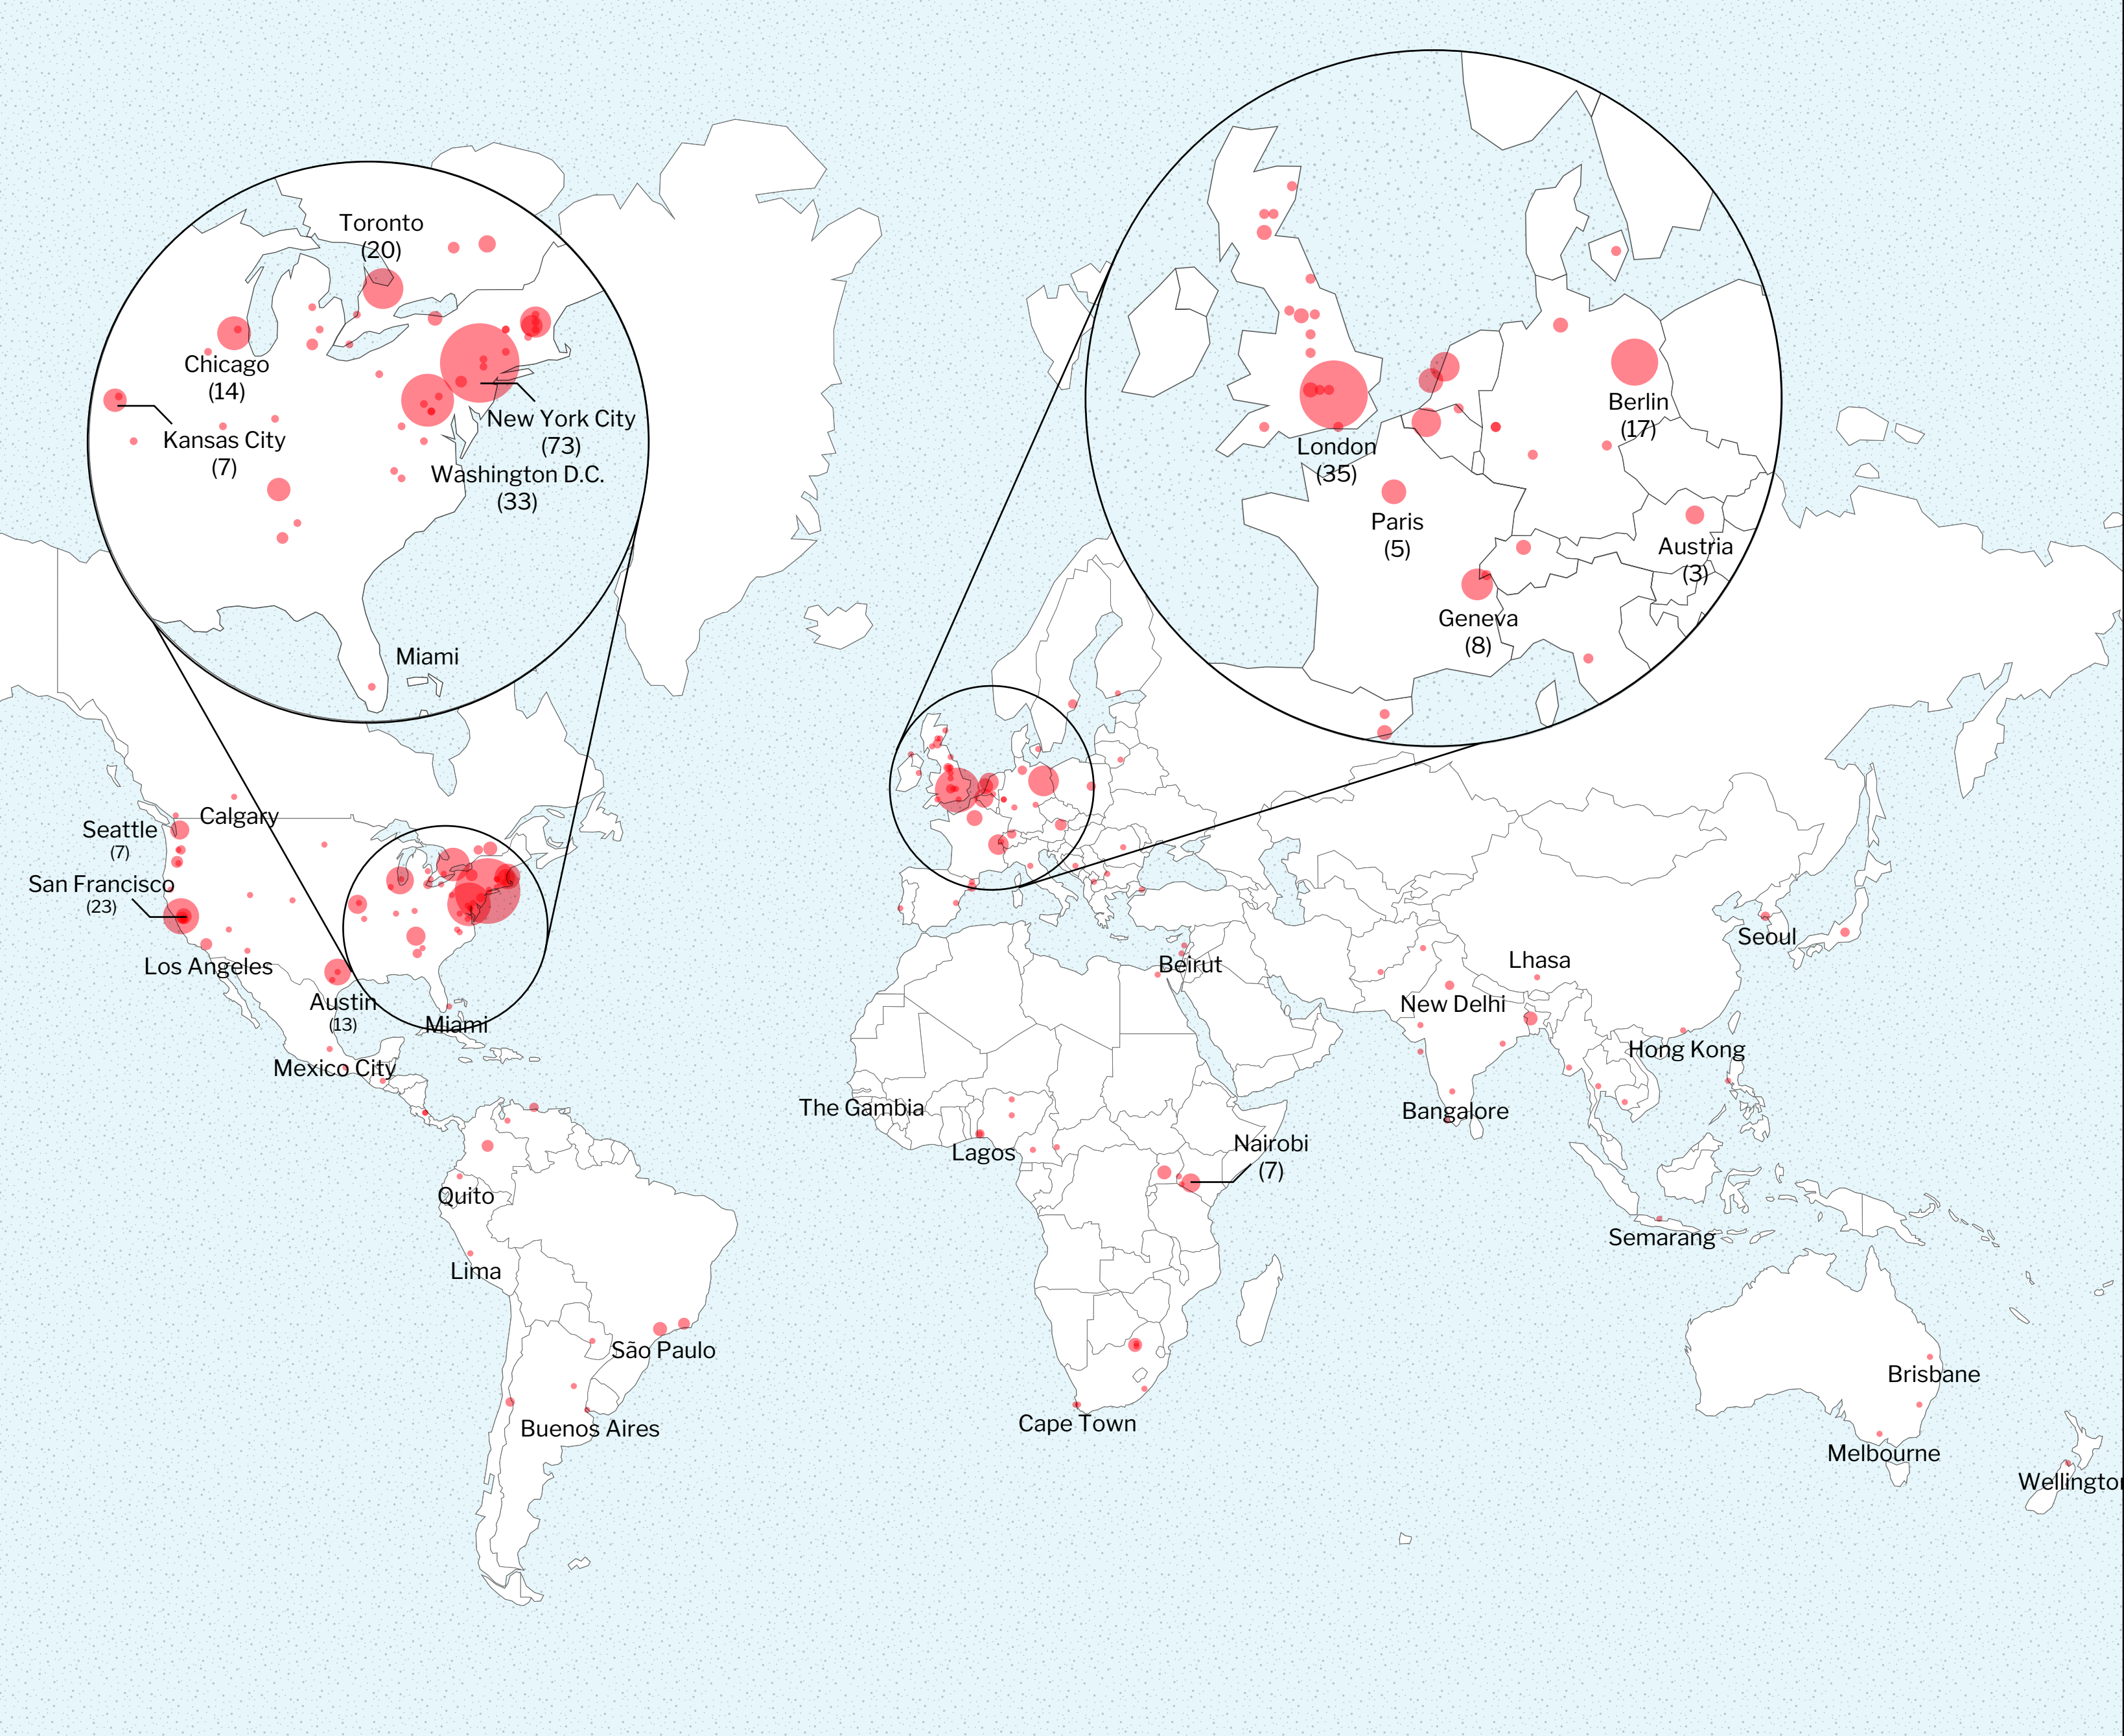 Toronto
(20)
Chicago
(14)
Kansas City
(7)
New York City
(73)
Washington D.C.
(33)
Miami
London
(35)
Berlin
(17)
Paris
(5)
Austria
(3)
Geneva
(8)
Calgary
Seattle
(7)
San Francisco
(23)
Los Angeles
Austin
(13)
Miami
Mexico City
Quito
Lima
São Paulo
Buenos Aires
The Gambia
Lagos
Nairobi
(7)
Cape Town
Beirut
Seoul
Lhasa
New Delhi
Hong Kong
Bangalore
Semarang
Brisbane
Melbourne
Wellington